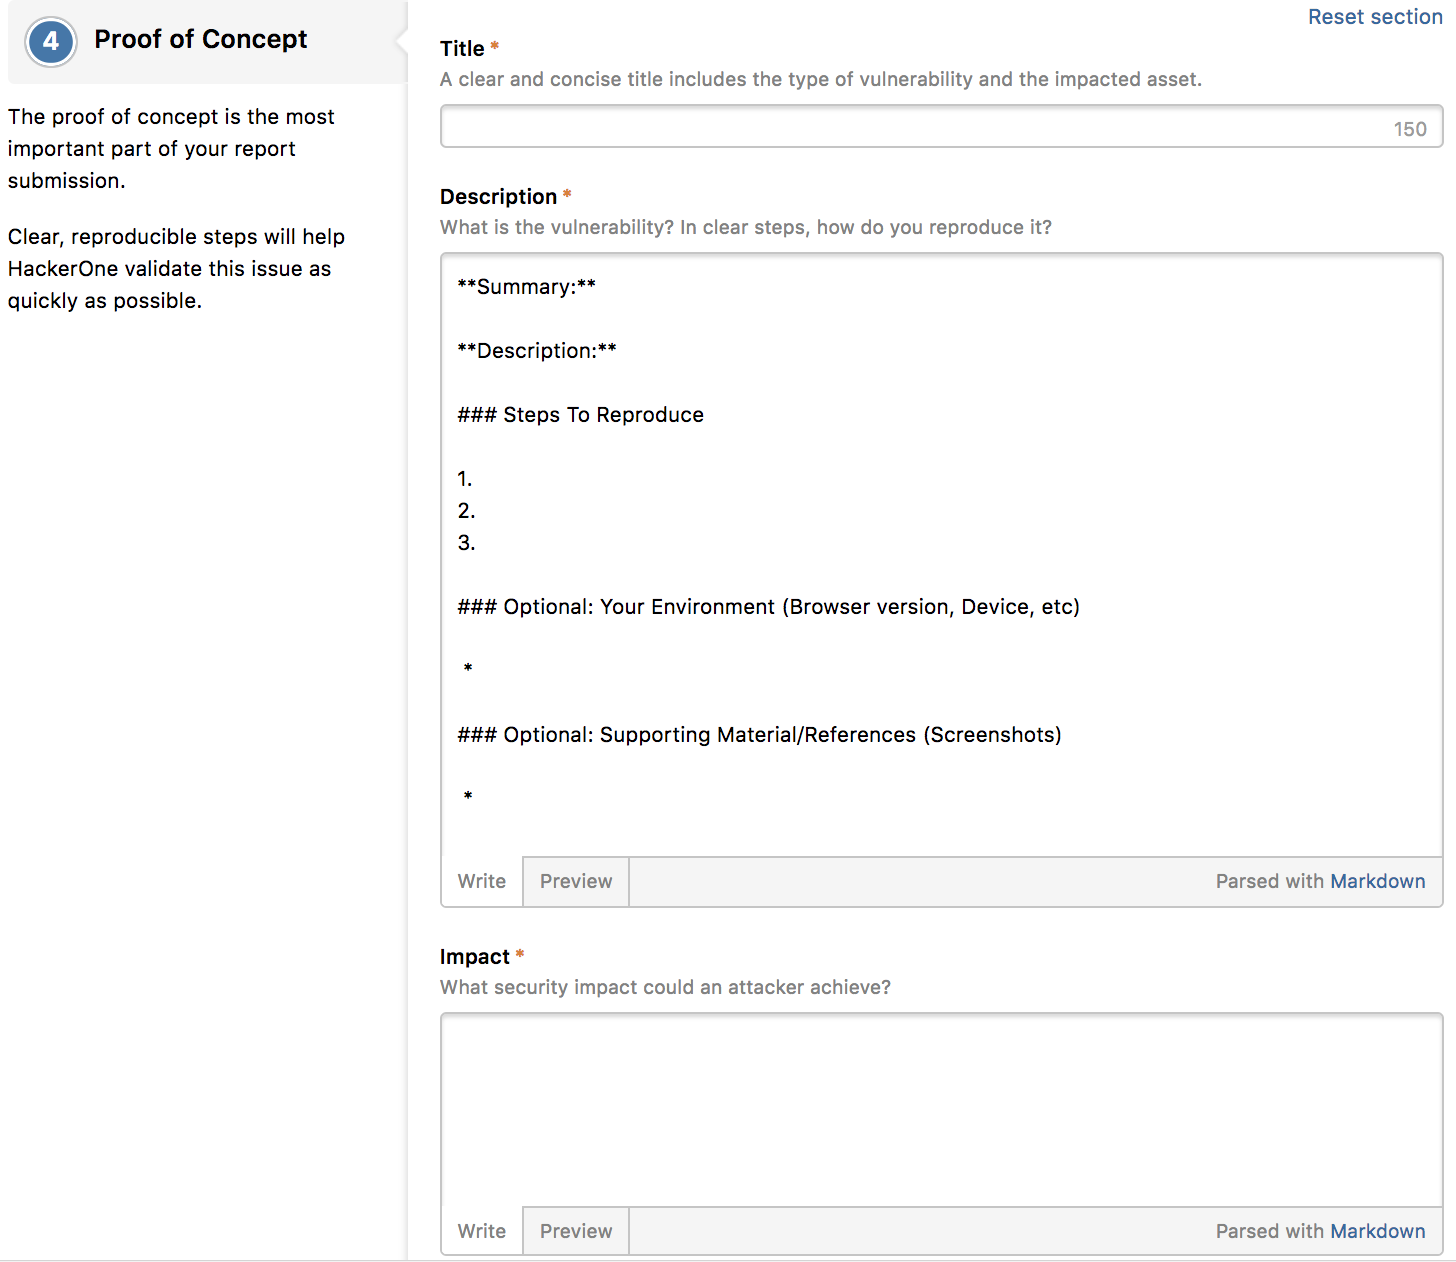 4 Proof of Concept
The proof of concept is the most
important part of your report
submission.
Clear, reproducible steps will help
HackerOne validate this issue as
quickly as possible.
Reset section
Title *
A clear and concise title includes the type of vulnerability and the impacted asset.
150
Description *
What is the vulnerability? In clear steps, how do you reproduce it?
**Summary:**
**Description:**
### Steps To Reproduce
1.
2.
3.
### Optional: Your Environment (Browser version, Device, etc)
*
### Optional: Supporting Material/References (Screenshots)
*
Write Preview Parsed with Markdown
Impact *
What security impact could an attacker achieve?
Write Preview Parsed with Markdown